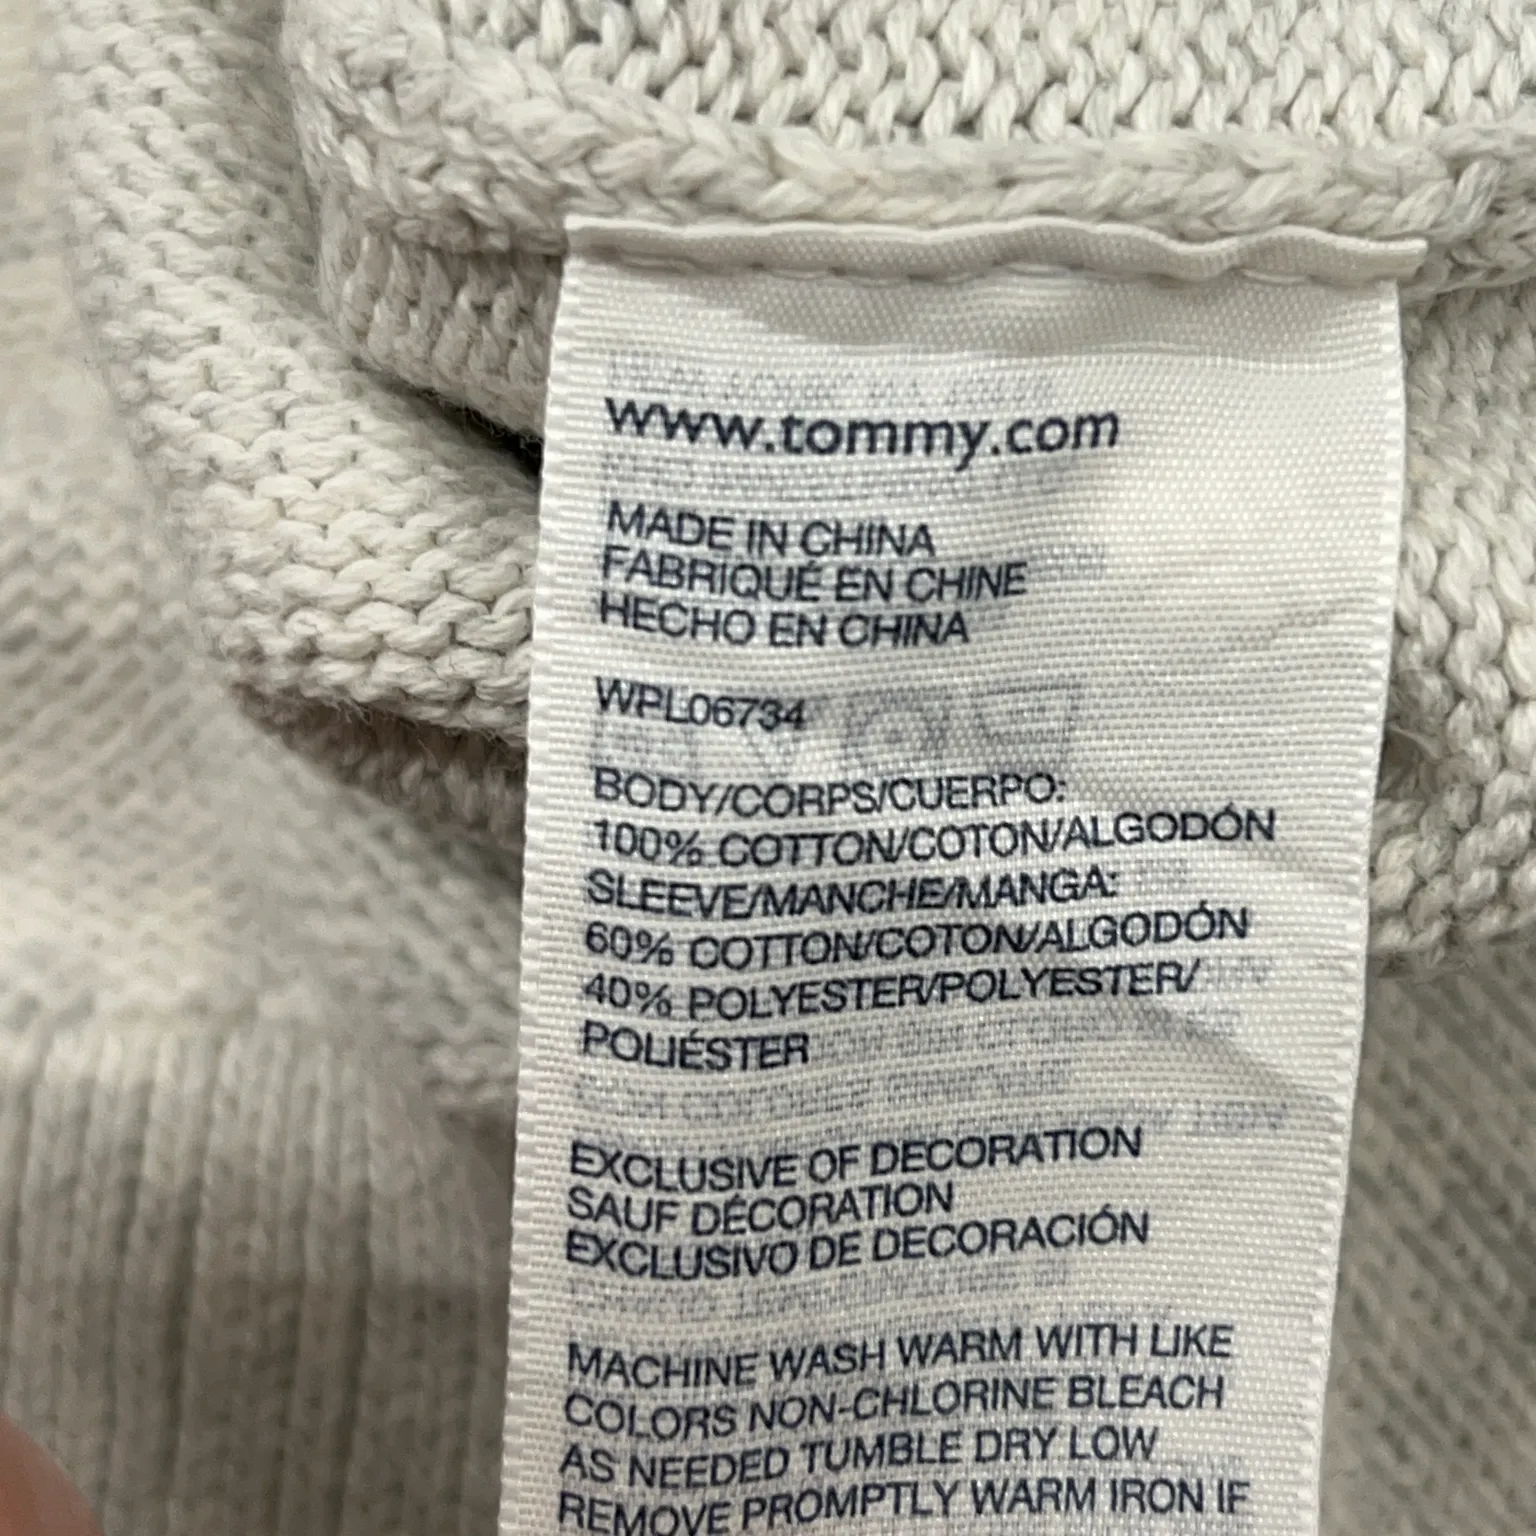 www.tommy.com
MADE IN CHINA
FABRIQUÉ EN CHINE
HECHO EN CHINA
WPL06734
BODY/CORPS/CUERPO:
100% COTTON/COTON/ALGODÓN
SLEEVE/MANCHE/MANGA:
60% COTTON/COTON/ALGODÓN
40% POLYESTER/POLYESTER/
POLIÉSTER
EXCLUSIVE OF DECORATION
SAUF DÉCORATION
EXCLUSIVO DE DECORACIÓN
MACHINE WASH WARM WITH LIKE
COLORS NON-CHLORINE BLEACH
AS NEEDED TUMBLE DRY LOW
REMOVE PROMPTLY WARM IRON IF